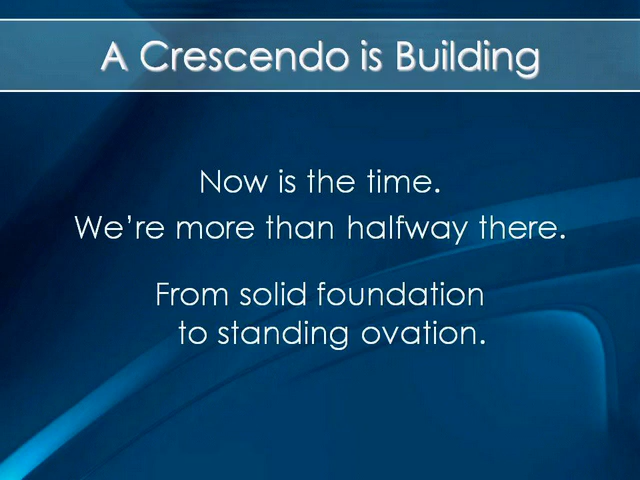 A Crescendo is Building
Now is the time.
We’re more than halfway there.
From solid foundation
to standing ovation.